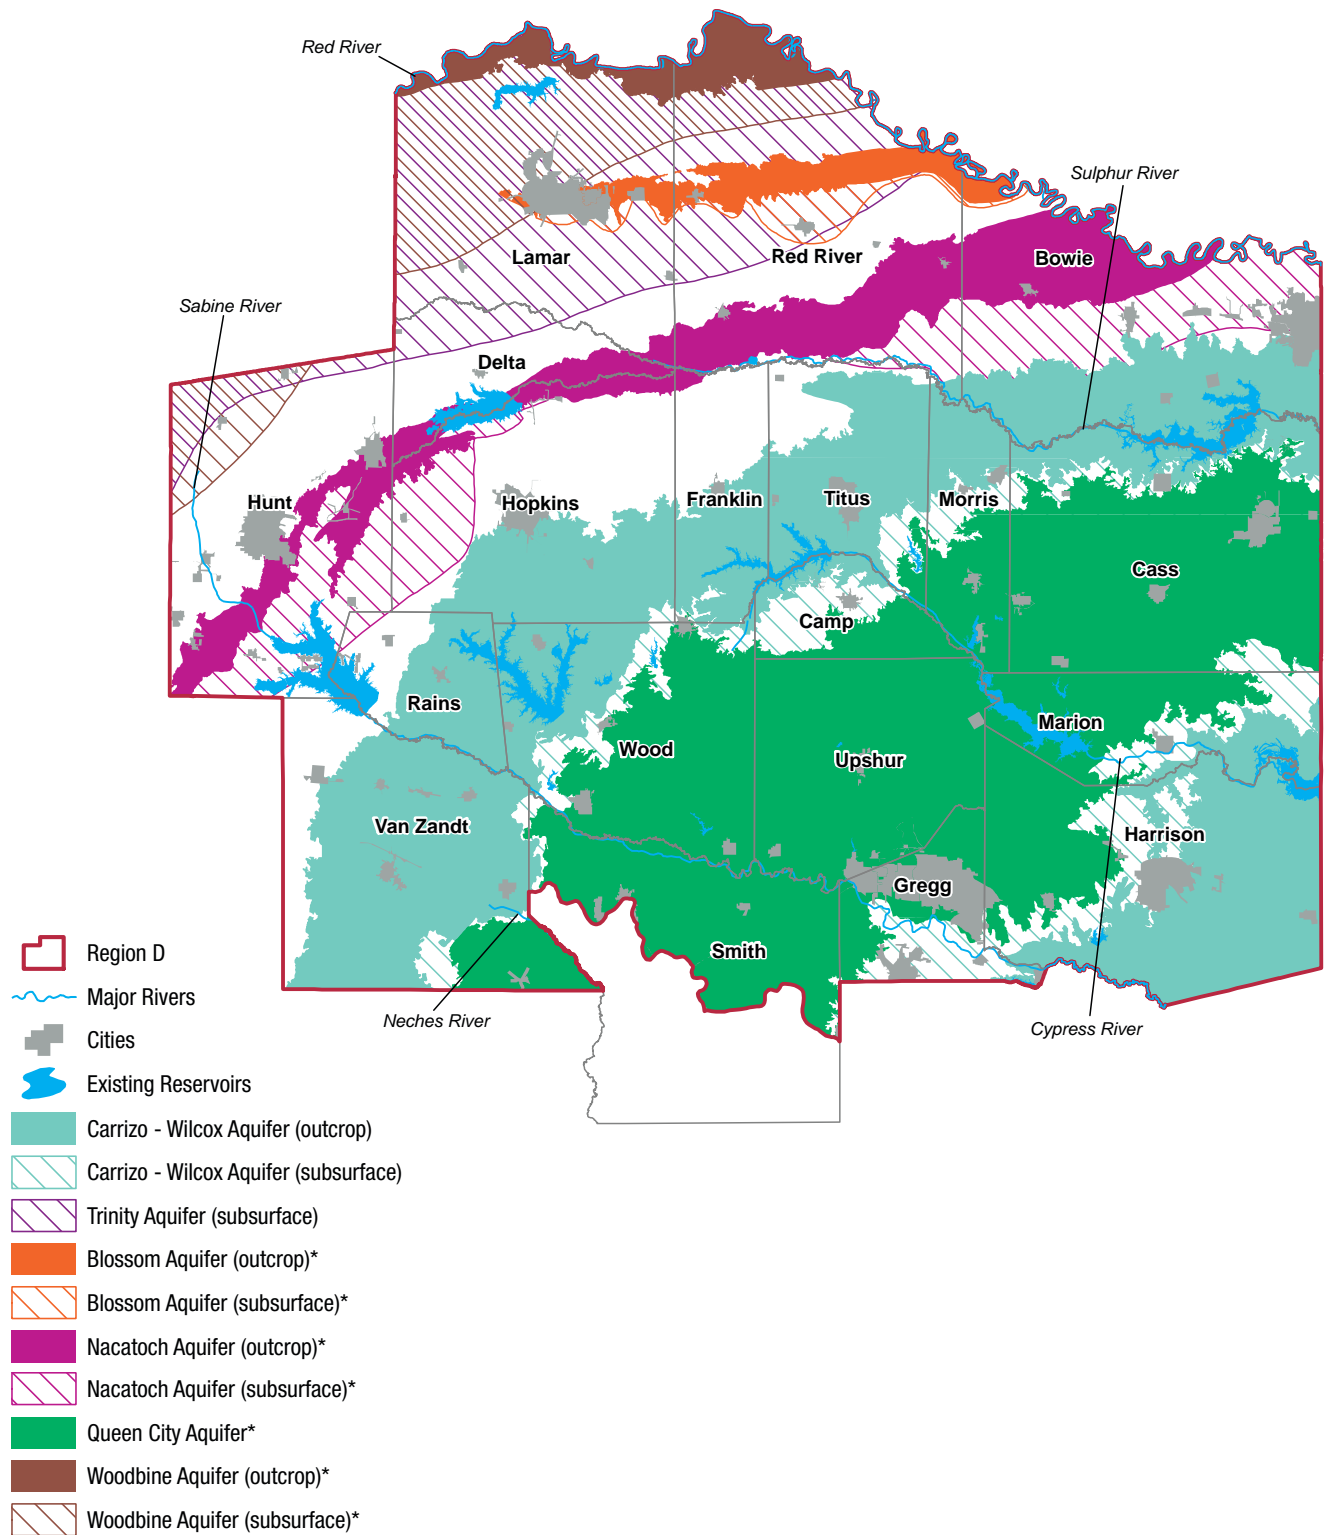 Red River
Sulphur River
Lamar
Red River
Bowie
Sabine River
Delta
Hunt
Hopkins
Franklin
Titus
Morris
Cass
Camp
Rains
Wood
Upshur
Marion
Van Zandt
Harrison
Gregg
Smith
Neches River
Cypress River
Region D
Major Rivers
Cities
Existing Reservoirs
Carrizo - Wilcox Aquifer (outcrop)
Carrizo - Wilcox Aquifer (subsurface)
Trinity Aquifer (subsurface)
Blossom Aquifer (outcrop)*
Blossom Aquifer (subsurface)*
Nacatoch Aquifer (outcrop)*
Nacatoch Aquifer (subsurface)*
Queen City Aquifer*
Woodbine Aquifer (outcrop)*
Woodbine Aquifer (subsurface)*